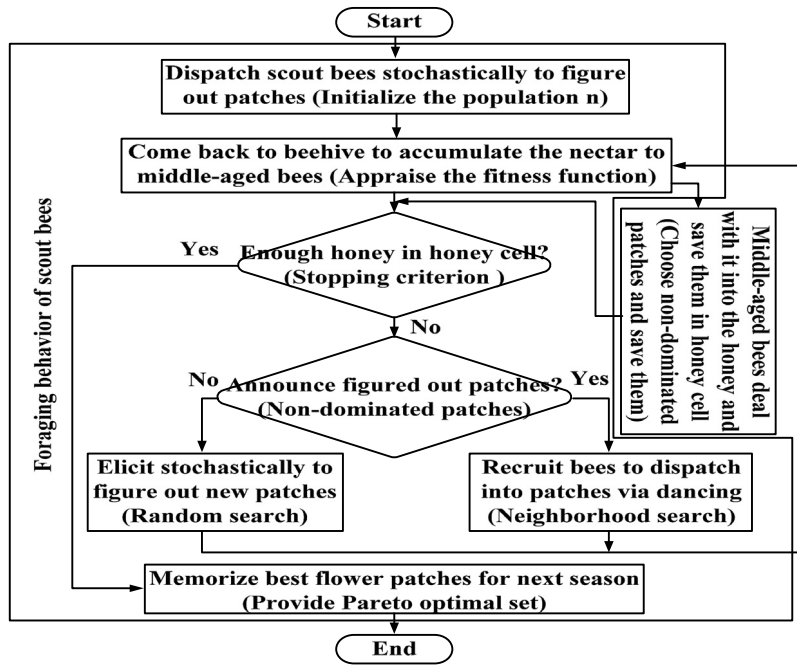 Start
Dispatch scout bees stochastically to figure
out patches (Initialize the population n)
Come back to beehive to accumulate the nectar to
middle-aged bees (Appraise the fitness function)
Middle-aged bees deal
with it into the honey and
save them in honey cell
(Choose non-dominated
patches and save them)
Foraging behavior of scout bees
Yes
Enough honey in honey cell?
(Stopping criterion )
No
No
Announce figured out patches?
(Non-dominated patches)
Yes
Elicit stochastically to
figure out new patches
(Random search)
Recruit bees to dispatch
into patches via dancing
(Neighborhood search)
Memorize best flower patches for next season
(Provide Pareto optimal set)
End